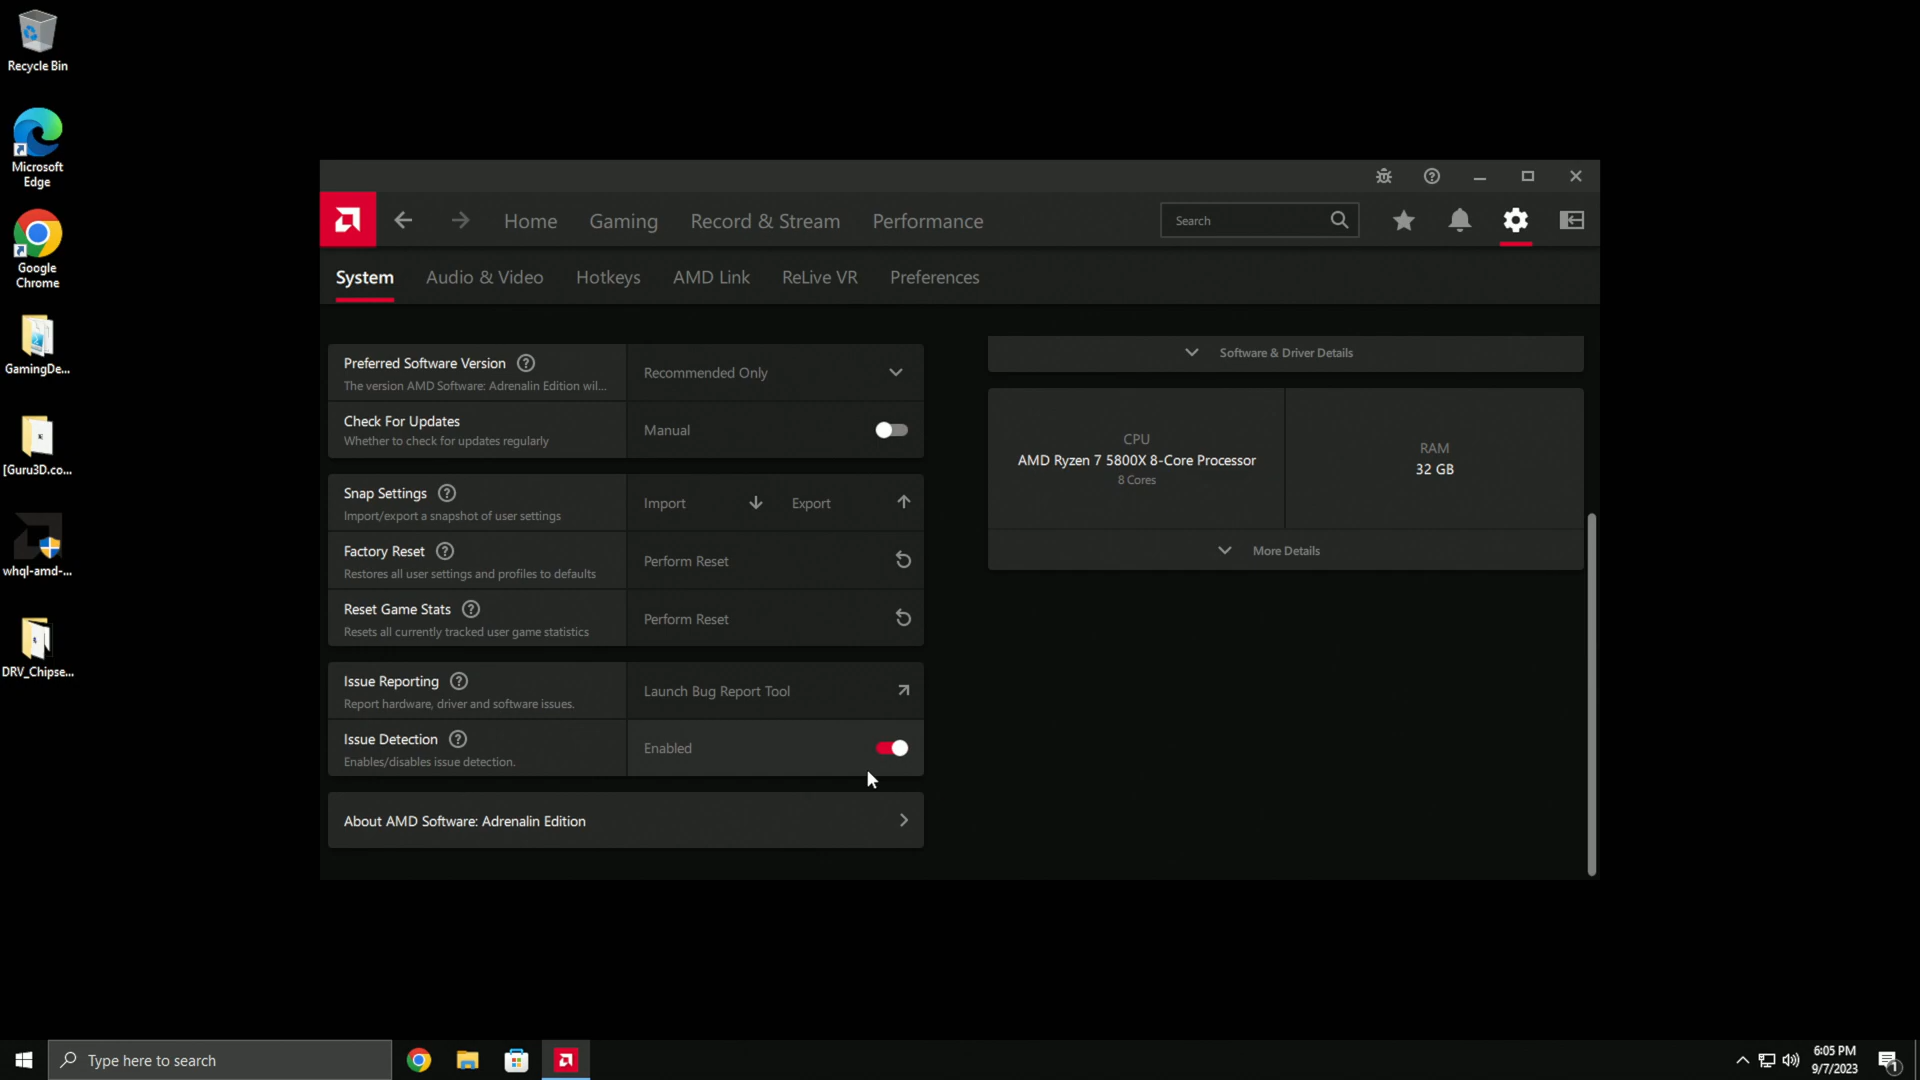 Recycle Bin
Microsoft
Edge
Google
Chrome
GamingDe...
[Guru3D.co...
whql-amd-...
DRV_Chipse...
Home
Gaming
Record & Stream
Performance
Search
System
Audio & Video
Hotkeys
AMD Link
ReLive VR
Preferences
Preferred Software Version
The version AMD Software: Adrenalin Edition wil...
Recommended Only
Check For Updates
Whether to check for updates regularly
Manual
Snap Settings
Import/export a snapshot of user settings
Import
Export
Factory Reset
Restores all user settings and profiles to defaults
Perform Reset
Reset Game Stats
Resets all currently tracked user game statistics
Perform Reset
Issue Reporting
Report hardware, driver and software issues.
Launch Bug Report Tool
Issue Detection
Enables/disables issue detection.
Enabled
About AMD Software: Adrenalin Edition
Software & Driver Details
CPU
AMD Ryzen 7 5800X 8-Core Processor
8 Cores
RAM
32 GB
More Details
Type here to search
6:05 PM
9/7/2023
1